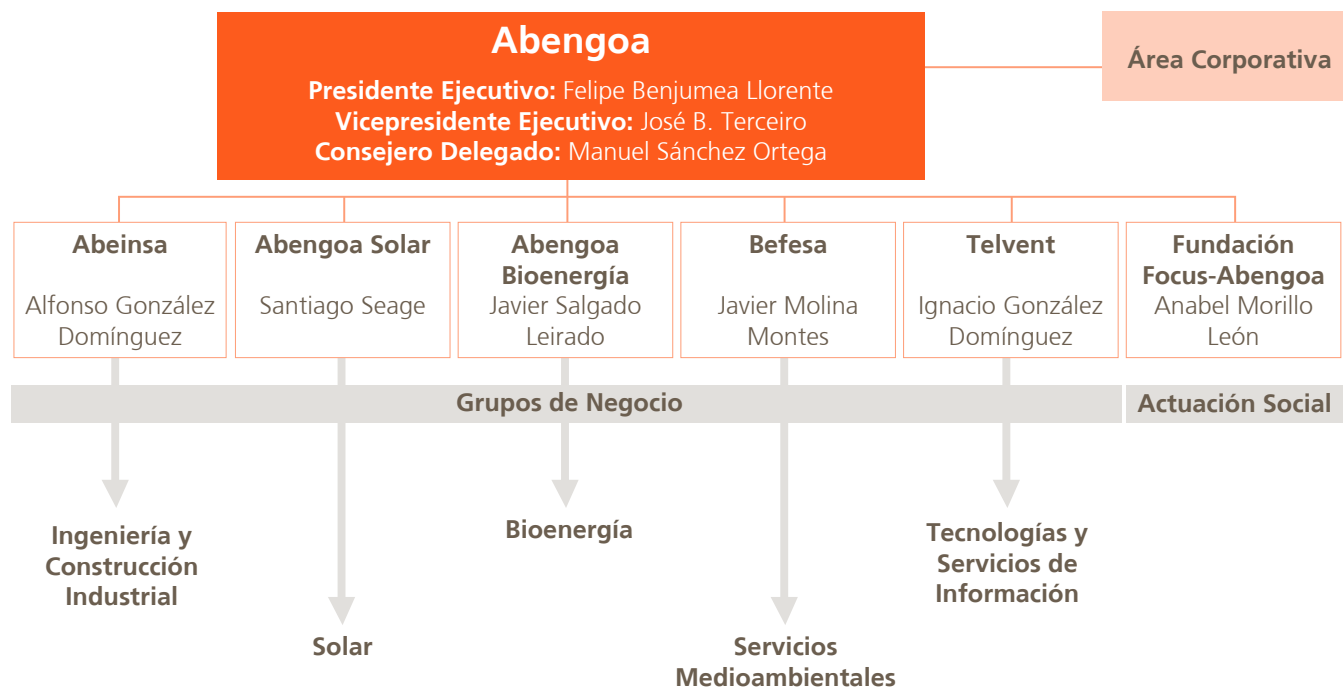 Abengoa
Presidente Ejecutivo: Felipe Benjumea Llorente
Vicepresidente Ejecutivo: José B. Terceiro
Consejero Delegado: Manuel Sánchez Ortega
Área Corporativa
Abeinsa
Alfonso González
Domínguez
Abengoa Solar
Santiago Seage
Abengoa
Bioenergía
Javier Salgado
Leirado
Befesa
Javier Molina
Montes
Telvent
Ignacio González
Domínguez
Fundación
Focus-Abengoa
Anabel Morillo
León
Grupos de Negocio
Actuación Social
Ingeniería y
Construcción
Industrial
Solar
Bioenergía
Servicios
Medioambientales
Tecnologías y
Servicios de
Información